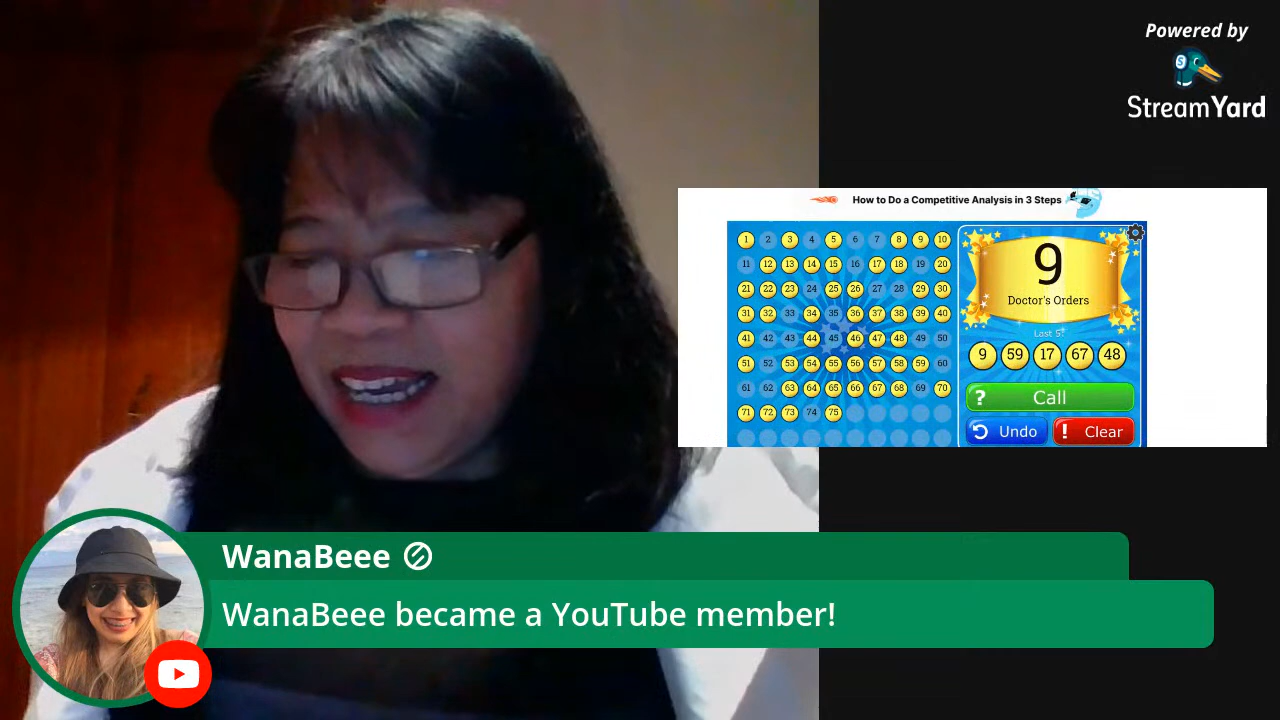 Powered by
StreamYard
How to Do a Competitive Analysis in 3 Steps
1 2 3 4 5 6 7 8 9 10
11 12 13 14 15 16 17 18 19 20
21 22 23 24 25 26 27 28 29 30
31 32 33 34 35 36 37 38 39 40
41 42 43 44 45 46 47 48 49 50
51 52 53 54 55 56 57 58 59 60
61 62 63 64 65 66 67 68 69 70
71 72 73 74 75
9
Doctor's Orders
Last 5:
9 59 17 67 48
? Call
Undo ! Clear
WanaBeee
WanaBeee became a YouTube member!